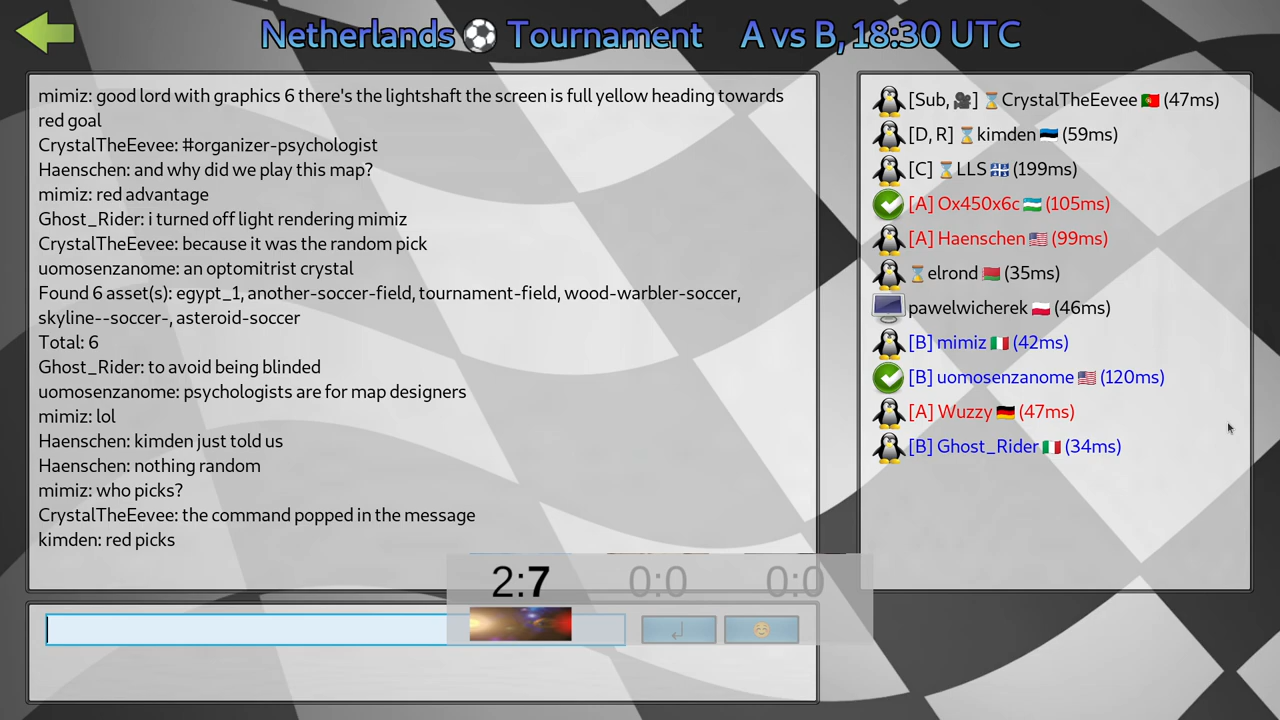 Netherlands ⚽ Tournament A vs B, 18:30 UTC
mimiz: good lord with graphics 6 there's the lightshaft the screen is full yellow heading towards
red goal
CrystalTheEevee: #organizer-psychologist
Haenschen: and why did we play this map?
mimiz: red advantage
Ghost_Rider: i turned off light rendering mimiz
CrystalTheEevee: because it was the random pick
uomosenzanome: an optomitrist crystal
Found 6 asset(s): egypt_1, another-soccer-field, tournament-field, wood-warbler-soccer,
skyline--soccer-, asteroid-soccer
Total: 6
Ghost_Rider: to avoid being blinded
uomosenzanome: psychologists are for map designers
mimiz: lol
Haenschen: kimden just told us
Haenschen: nothing random
mimiz: who picks?
CrystalTheEevee: the command popped in the message
kimden: red picks
[Sub, 🎥] ⌛CrystalTheEevee 🇵🇹 (47ms)
[D, R] ⌛kimden 🇪🇪 (59ms)
[C] ⌛LLS (199ms)
[A] Ox450x6c 🇺🇿 (105ms)
[A] Haenschen 🇺🇸 (99ms)
⌛elrond 🇧🇾 (35ms)
pawelwicherek 🇵🇱 (46ms)
[B] mimiz 🇮🇹 (42ms)
[B] uomosenzanome 🇺🇸 (120ms)
[A] Wuzzy 🇩🇪 (47ms)
[B] Ghost_Rider 🇮🇹 (34ms)
2:7 0:0 0:0